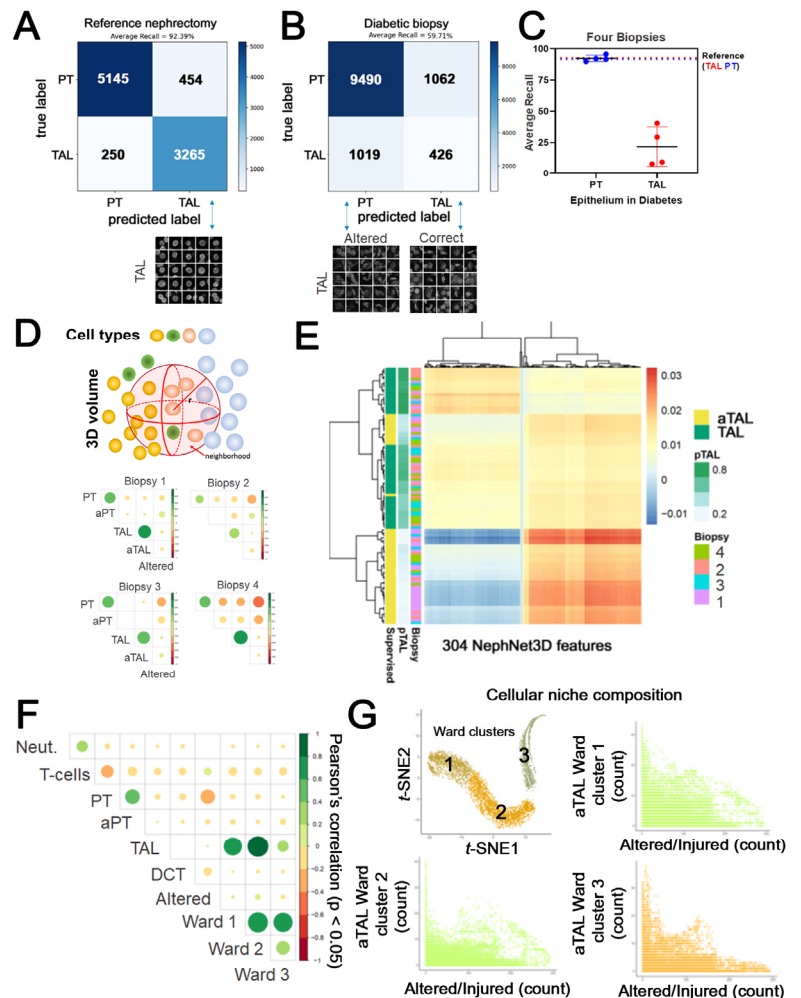 A
Reference nephrectomy
Average Recall = 92.39%
true label
PT
TAL
5145
454
250
3265
5000
4000
3000
2000
1000
PT
TAL
predicted label
TAL
B
Diabetic biopsy
Average Recall = 59.71%
true label
PT
TAL
9490
1062
1019
426
8000
6000
4000
2000
PT
TAL
predicted label
Altered
Correct
TAL
C
Four Biopsies
Average Recall
100
75
50
25
0
Reference
(TAL PT)
PT
TAL
Epithelium in Diabetes
D
Cell types
3D volume
r
neighborhood
Biopsy 1
Biopsy 2
PT
aPT
TAL
aTAL
Altered
Biopsy 3
Biopsy 4
PT
aPT
TAL
aTAL
Altered
E
0.03
0.02
0.01
0
−0.01
aTAL
TAL
pTAL
0.8
0.2
Biopsy
4
2
3
1
Supervised
pTAL
Biopsy
304 NephNet3D features
F
Neut.
T-cells
PT
aPT
TAL
DCT
Altered
Ward 1
Ward 2
Ward 3
1
0.8
0.6
0.4
0.2
0
−0.2
−0.4
−0.6
−0.8
−1
Pearson's correlation (p < 0.05)
G
Cellular niche composition
Ward clusters
1
2
3
t-SNE2
t-SNE1
aTAL Ward
cluster 1
(count)
Altered/Injured (count)
aTAL Ward
cluster 2
(count)
Altered/Injured (count)
aTAL Ward
cluster 3
(count)
Altered/Injured (count)